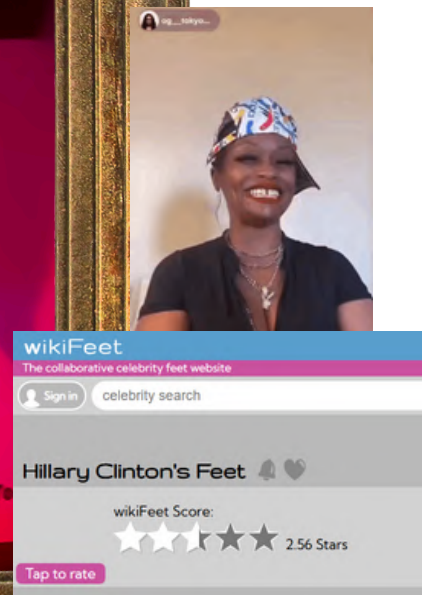 og__tokyo...
wikiFeet
The collaborative celebrity feet website
Sign in
celebrity search
Hillary Clinton's Feet
wikiFeet Score:
2.56 Stars
Tap to rate